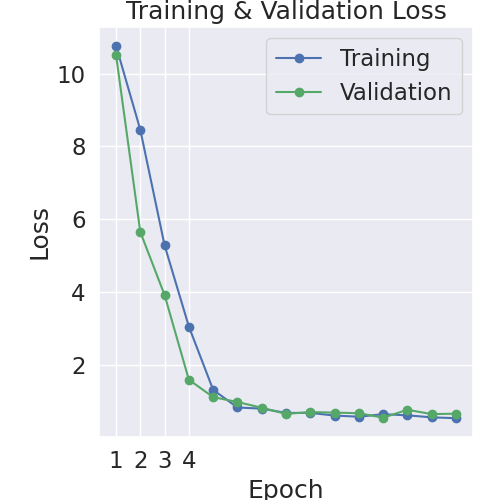 Training & Validation Loss
Training
Validation
Loss
10
8
6
4
2
1 2 3 4
Epoch